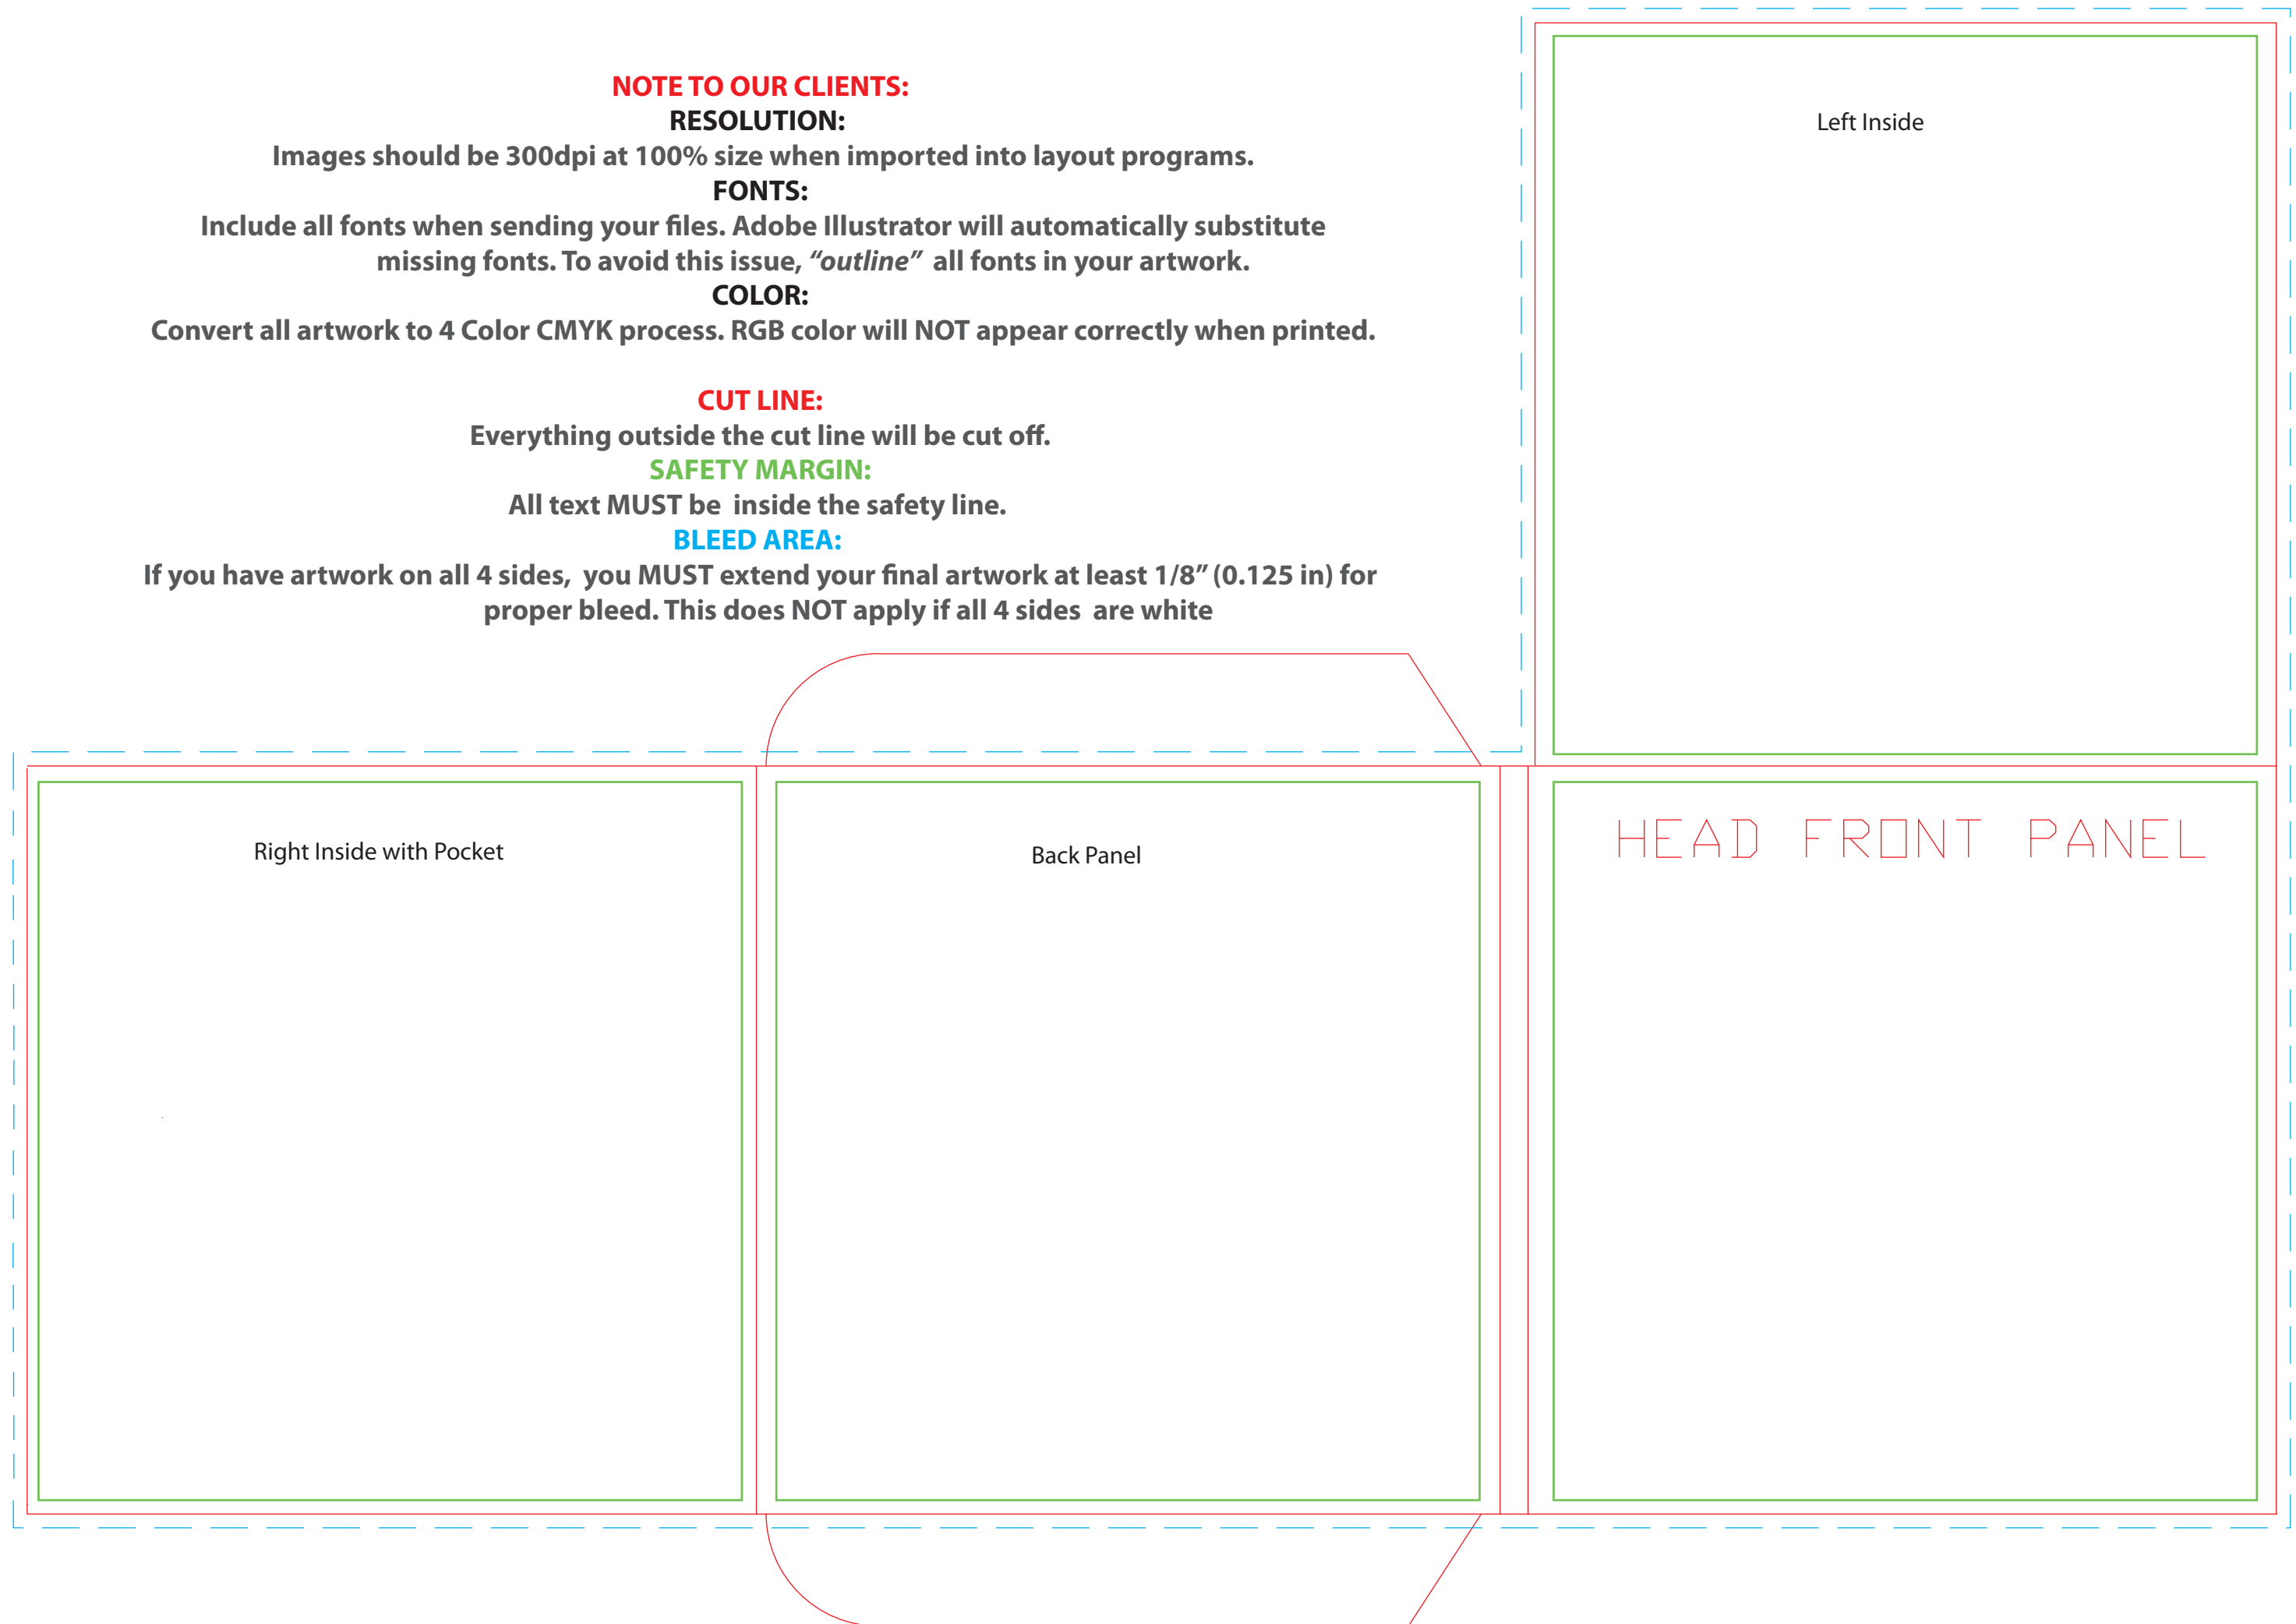 NOTE TO OUR CLIENTS:
RESOLUTION:
Images should be 300dpi at 100% size when imported into layout programs.
FONTS:
Include all fonts when sending your files. Adobe Illustrator will automatically substitute
missing fonts. To avoid this issue, “outline” all fonts in your artwork.
COLOR:
Convert all artwork to 4 Color CMYK process. RGB color will NOT appear correctly when printed.
CUT LINE:
Everything outside the cut line will be cut off.
SAFETY MARGIN:
All text MUST be inside the safety line.
BLEED AREA:
If you have artwork on all 4 sides, you MUST extend your final artwork at least 1/8” (0.125 in) for
proper bleed. This does NOT apply if all 4 sides are white
Left Inside
Right Inside with Pocket
Back Panel
HEAD FRONT PANEL